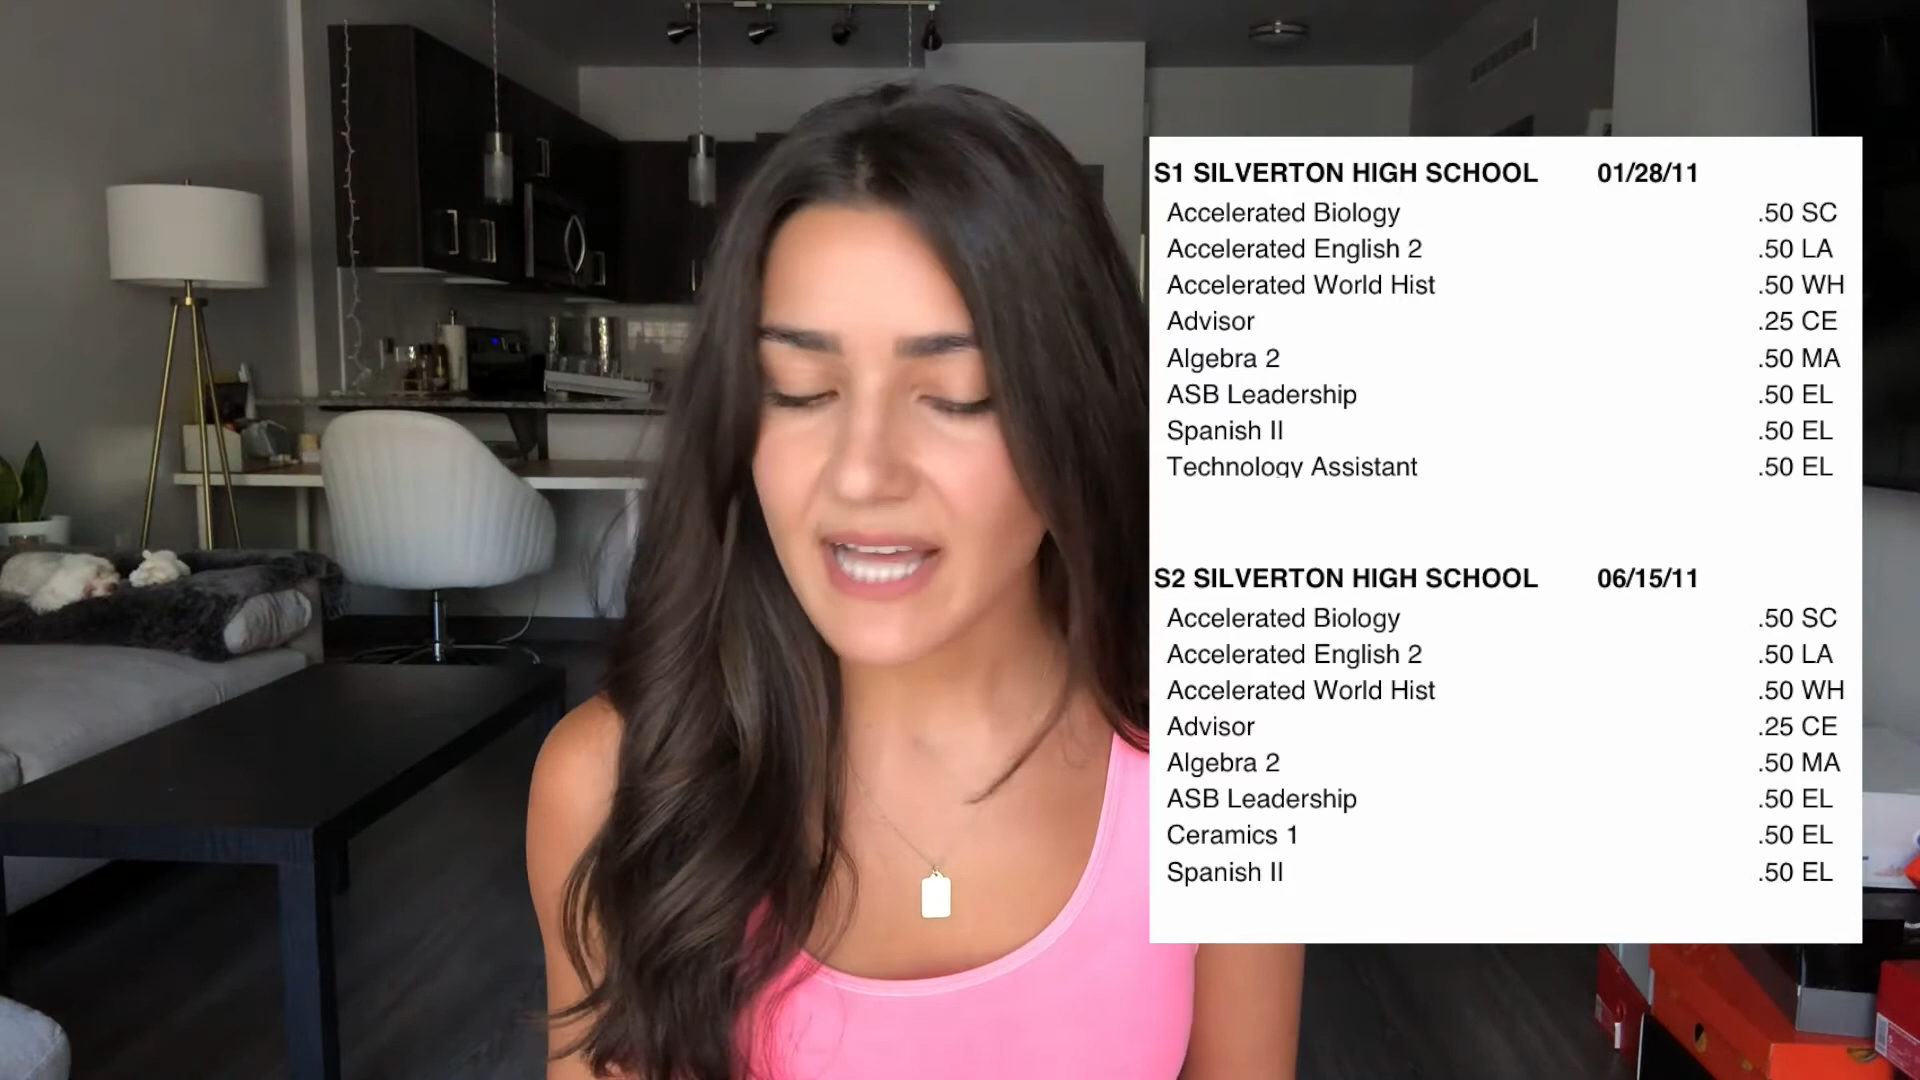 S1 SILVERTON HIGH SCHOOL 01/28/11
Accelerated Biology .50 SC
Accelerated English 2 .50 LA
Accelerated World Hist .50 WH
Advisor .25 CE
Algebra 2 .50 MA
ASB Leadership .50 EL
Spanish II .50 EL
Technology Assistant .50 EL
S2 SILVERTON HIGH SCHOOL 06/15/11
Accelerated Biology .50 SC
Accelerated English 2 .50 LA
Accelerated World Hist .50 WH
Advisor .25 CE
Algebra 2 .50 MA
ASB Leadership .50 EL
Ceramics 1 .50 EL
Spanish II .50 EL